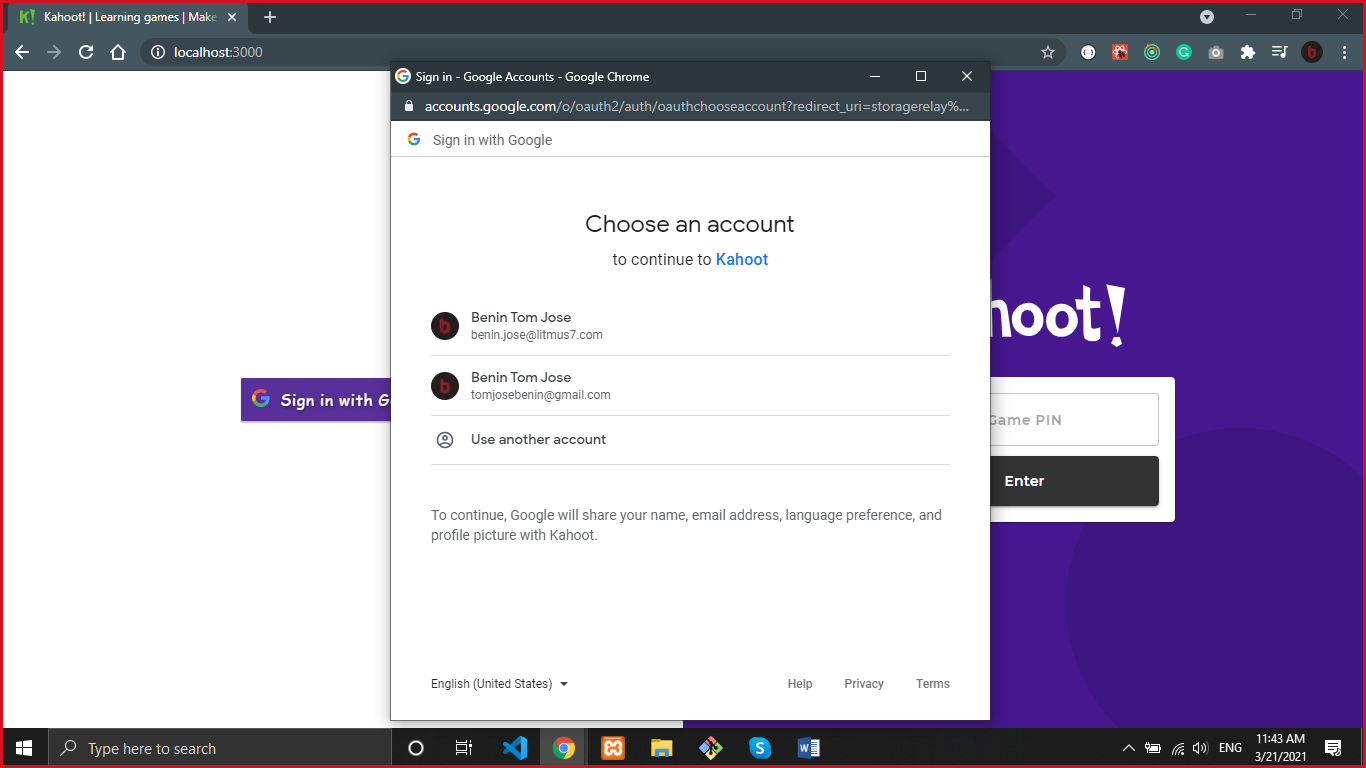 Kahoot! | Learning games | Make
localhost:3000
Sign in - Google Accounts - Google Chrome
accounts.google.com/o/oauth2/auth/oauthchooseaccount?redirect_uri=storagerelay%...
Sign in with Google
Choose an account
to continue to Kahoot
Benin Tom Jose
benin.jose@litmus7.com
Benin Tom Jose
tomjosebenin@gmail.com
Use another account
To continue, Google will share your name, email address, language preference, and
profile picture with Kahoot.
English (United States)
Help
Privacy
Terms
Sign in with G
hoot!
Game PIN
Enter
Type here to search
ENG
11:43 AM
3/21/2021